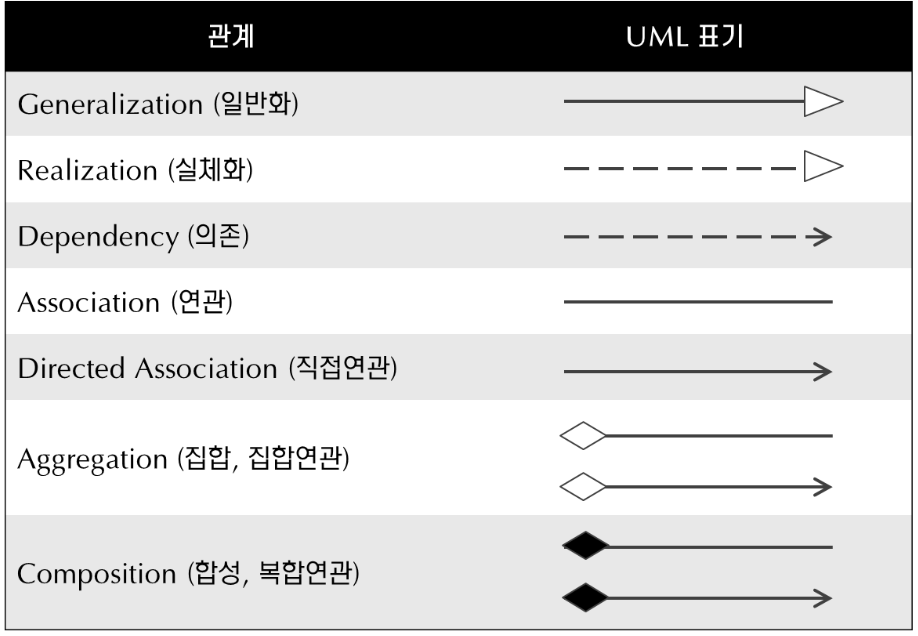 관계 UML 표기
Generalization (일반화)
Realization (실체화)
Dependency (의존)
Association (연관)
Directed Association (직접연관)
Aggregation (집합, 집합연관)
Composition (합성, 복합연관)